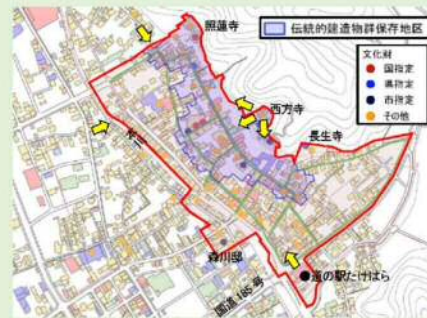 照蓮寺
伝統的建造物群保存地区
文化財
国指定
県指定
市指定
その他
西方寺
長生寺
森川邸
国道185号
道の駅たけはら